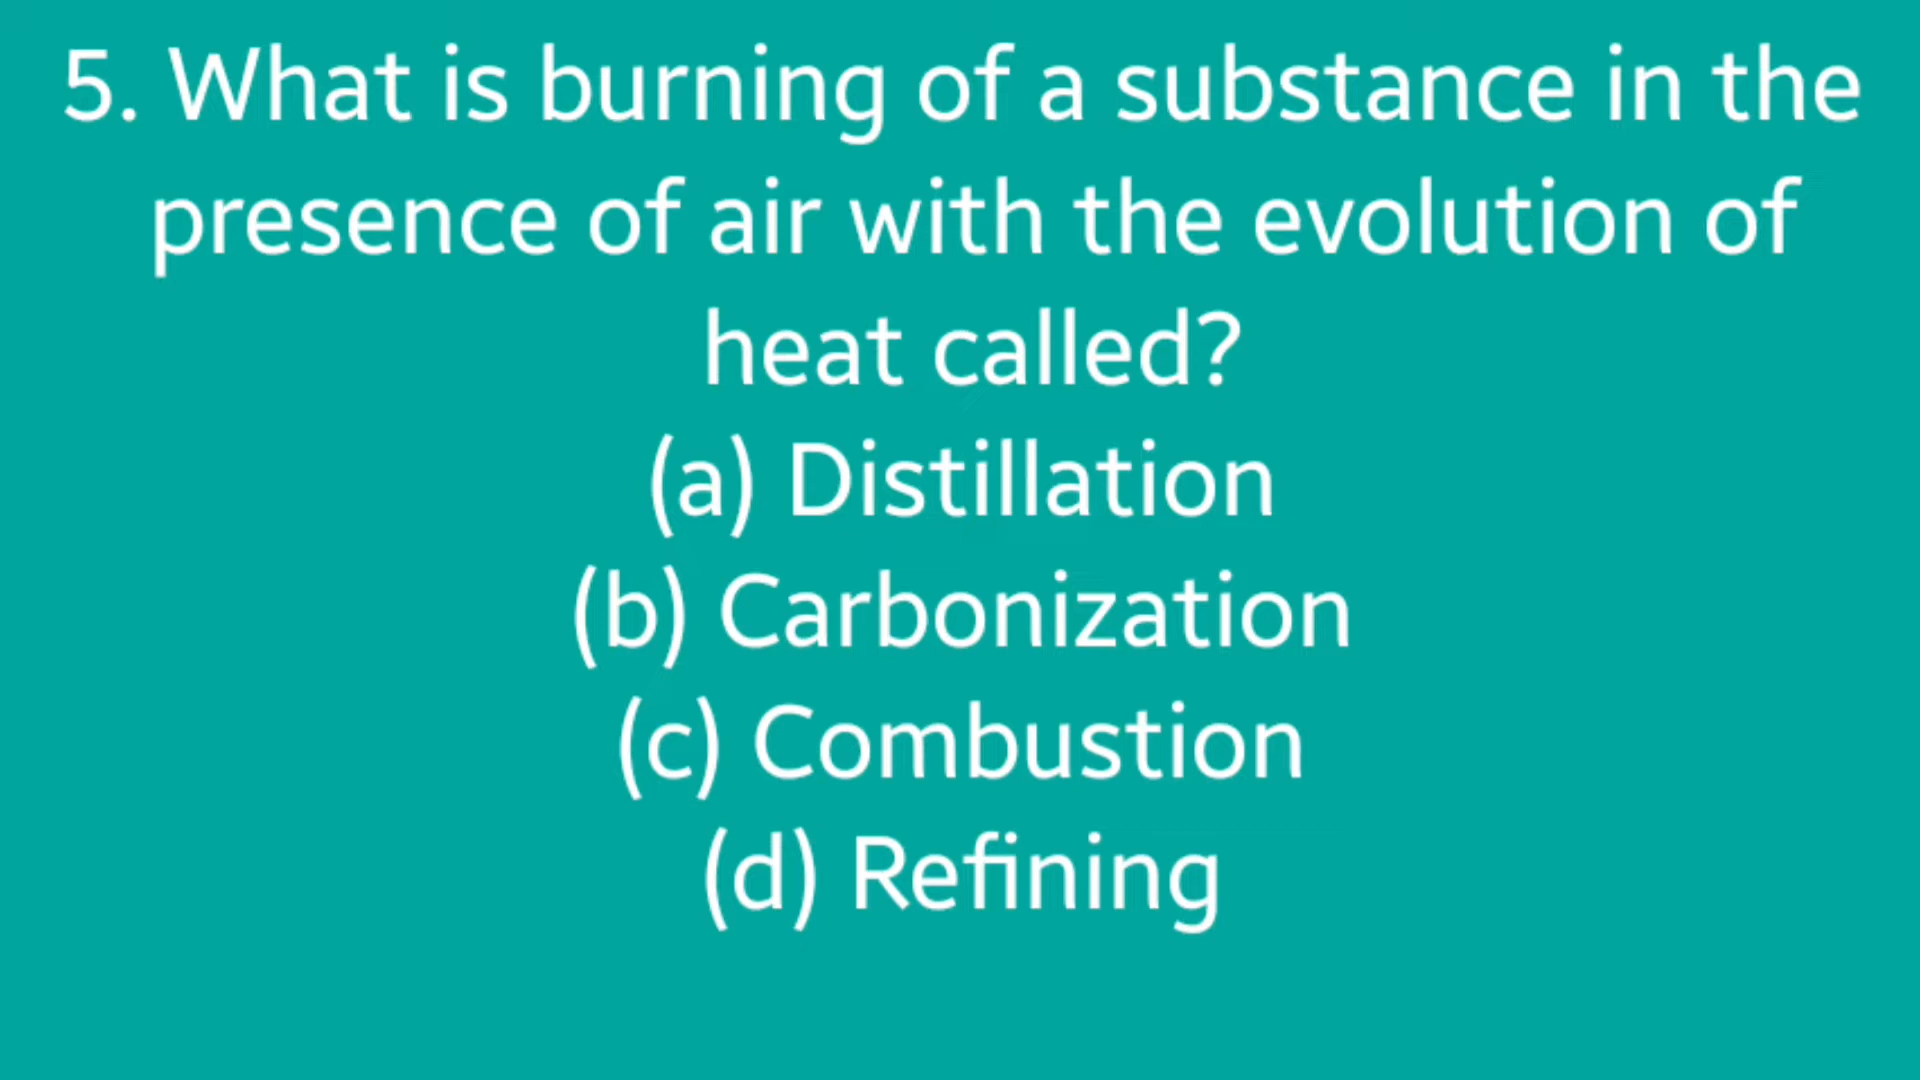 5. What is burning of a substance in the
presence of air with the evolution of
heat called?
(a) Distillation
(b) Carbonization
(c) Combustion
(d) Refining